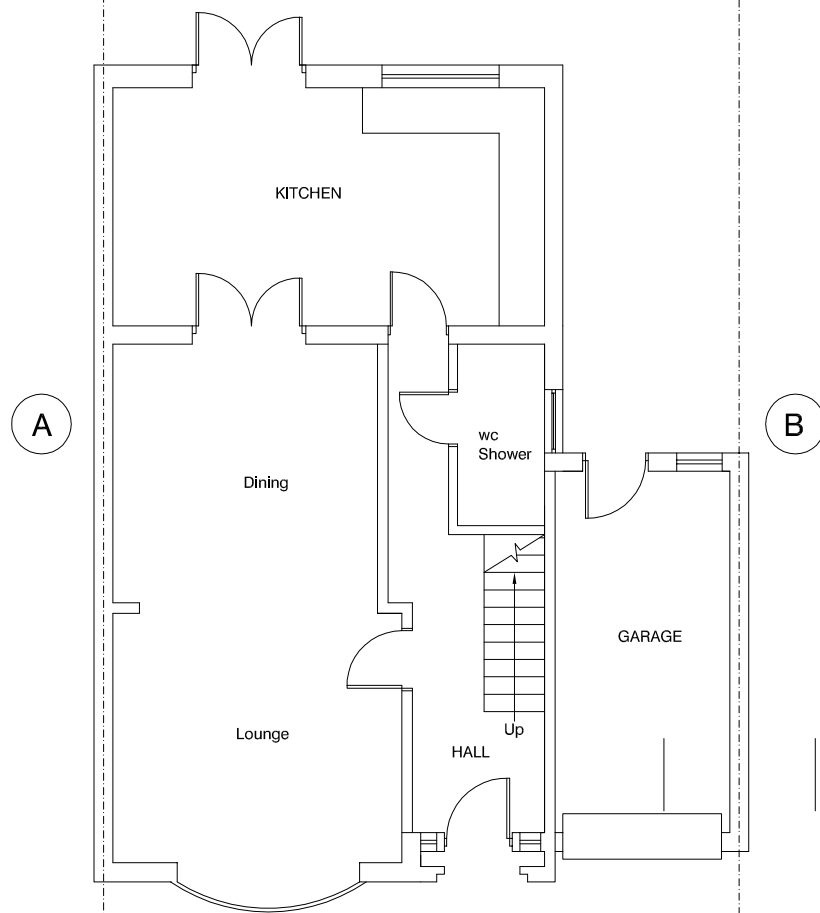 KITCHEN
A
B
wc
Shower
Dining
GARAGE
Up
Lounge
HALL